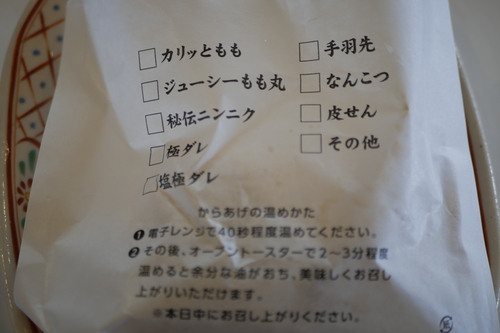 □ カリッともも
□ ジューシーもも丸
□ 秘伝ニンニク
□ 極ダレ
□ 塩極ダレ
□ 手羽先
□ なんこつ
□ 皮せん
□ その他
からあげの温めかた
❶ 電子レンジで40秒程度温めてください。
❷ その後、オーブントースターで2~3分程度
温めると余分な油がおち、美味しくお召し
上がりいただけます。
※本日中にお召し上がりください。